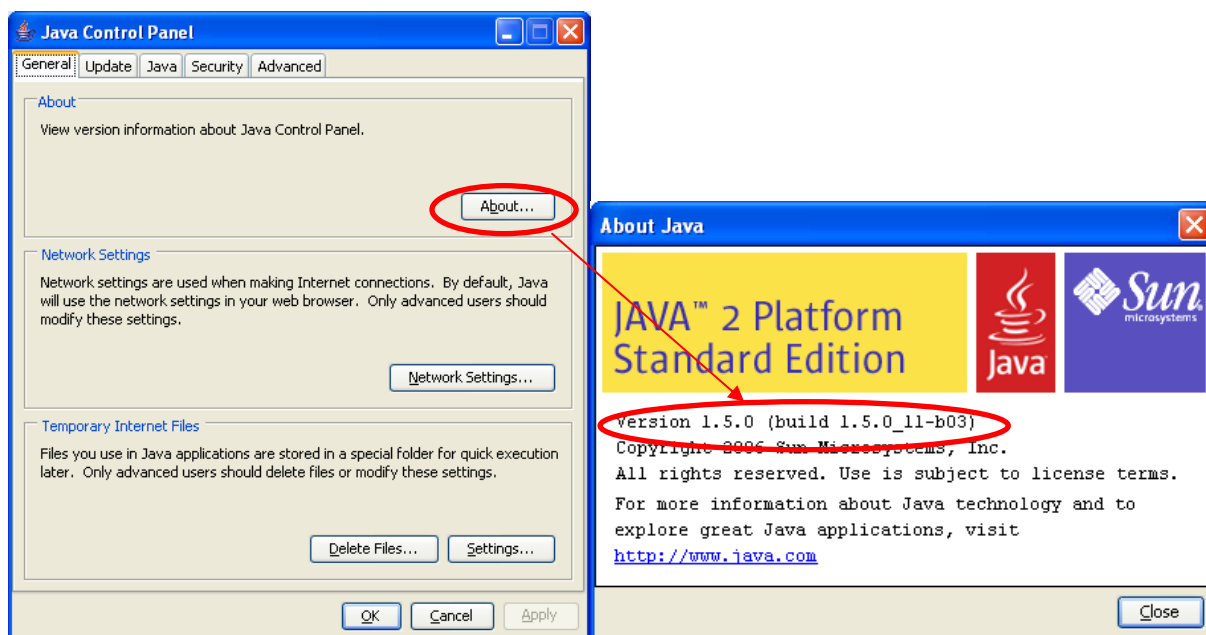 Java Control Panel
General Update Java Security Advanced
About
View version information about Java Control Panel.
About...
Network Settings
Network settings are used when making Internet connections. By default, Java
will use the network settings in your web browser. Only advanced users should
modify these settings.
Network Settings...
Temporary Internet Files
Files you use in Java applications are stored in a special folder for quick execution
later. Only advanced users should delete files or modify these settings.
Delete Files... Settings...
OK Cancel Apply
About Java
JAVA™ 2 Platform
Standard Edition
Java
Sun
microsystems
Version 1.5.0 (build 1.5.0_11-b03)
Copyright 2006 Sun Microsystems, Inc.
All rights reserved. Use is subject to license terms.
For more information about Java technology and to
explore great Java applications, visit
http://www.java.com
Close